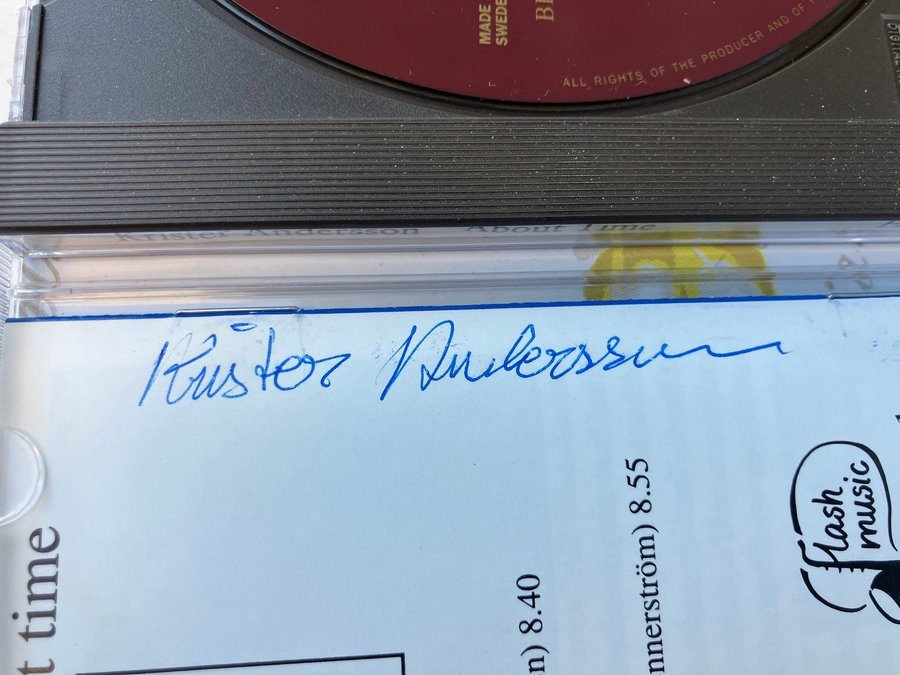 MADE
SWEDE
BI
ALL RIGHTS OF THE PRODUCER AND OF
Krister Andersson About Time
Krister Andersson
t time
n) 8.40
nnerström) 8.55
Flash
music